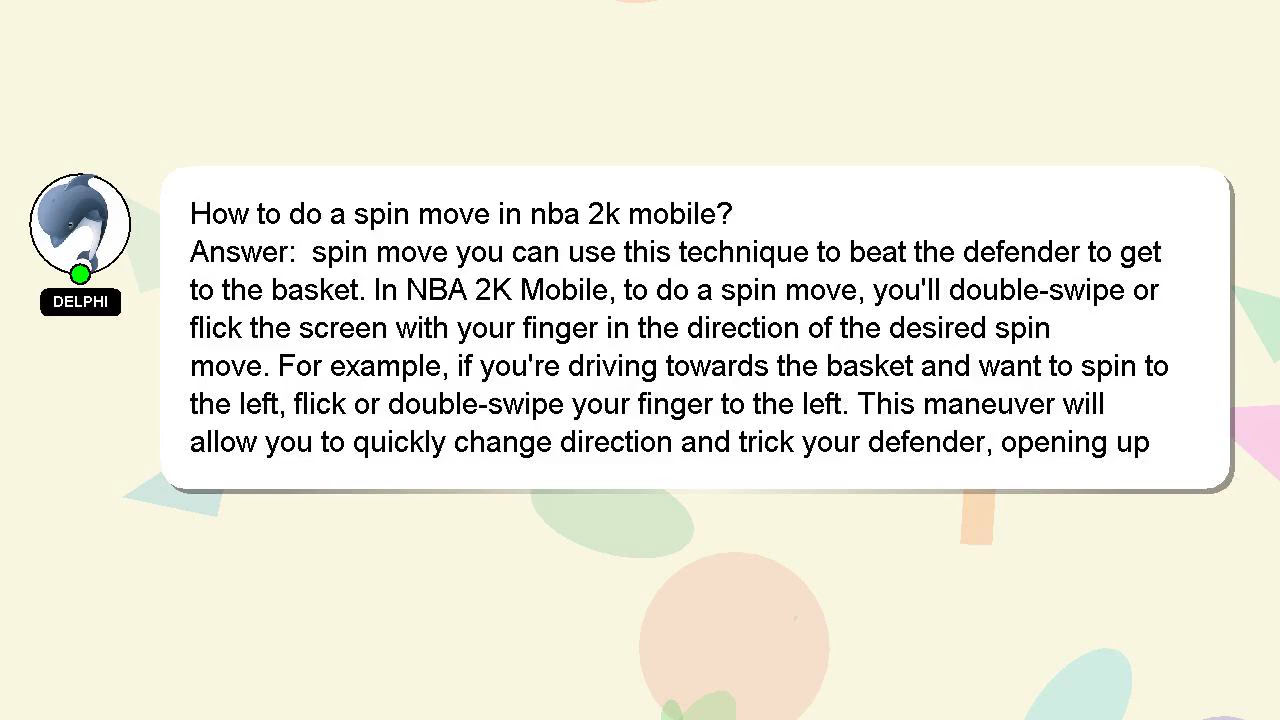 How to do a spin move in nba 2k mobile?
Answer:  spin move you can use this technique to beat the defender to get
to the basket. In NBA 2K Mobile, to do a spin move, you'll double-swipe or
flick the screen with your finger in the direction of the desired spin
move. For example, if you're driving towards the basket and want to spin to
the left, flick or double-swipe your finger to the left. This maneuver will
allow you to quickly change direction and trick your defender, opening up
DELPHI